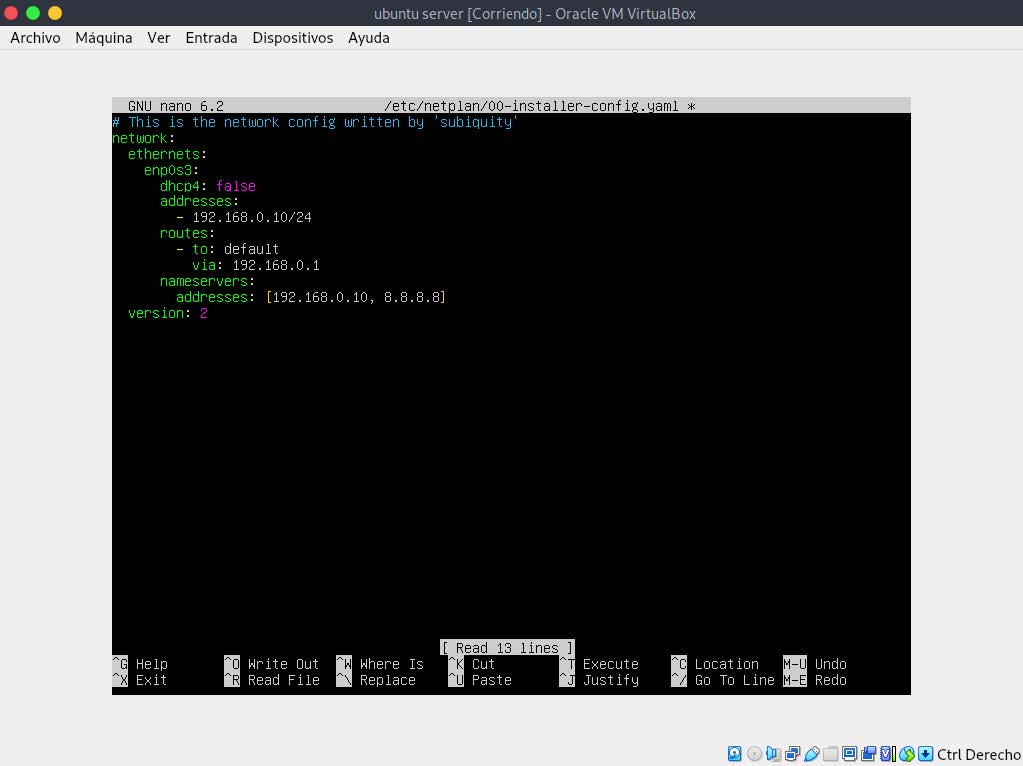 ubuntu server [Corriendo] - Oracle VM VirtualBox
Archivo Máquina Ver Entrada Dispositivos Ayuda
GNU nano 6.2 /etc/netplan/00-installer-config.yaml *
# This is the network config written by 'subiquity'
network:
  ethernets:
    enp0s3:
      dhcp4: false
      addresses:
        - 192.168.0.10/24
      routes:
        - to: default
          via: 192.168.0.1
      nameservers:
        addresses: [192.168.0.10, 8.8.8.8]
  version: 2
[ Read 13 lines ]
^G Help ^O Write Out ^W Where Is ^K Cut ^T Execute ^C Location M-U Undo
^X Exit ^R Read File ^\ Replace ^U Paste ^J Justify ^/ Go To Line M-E Redo
Ctrl Derecho